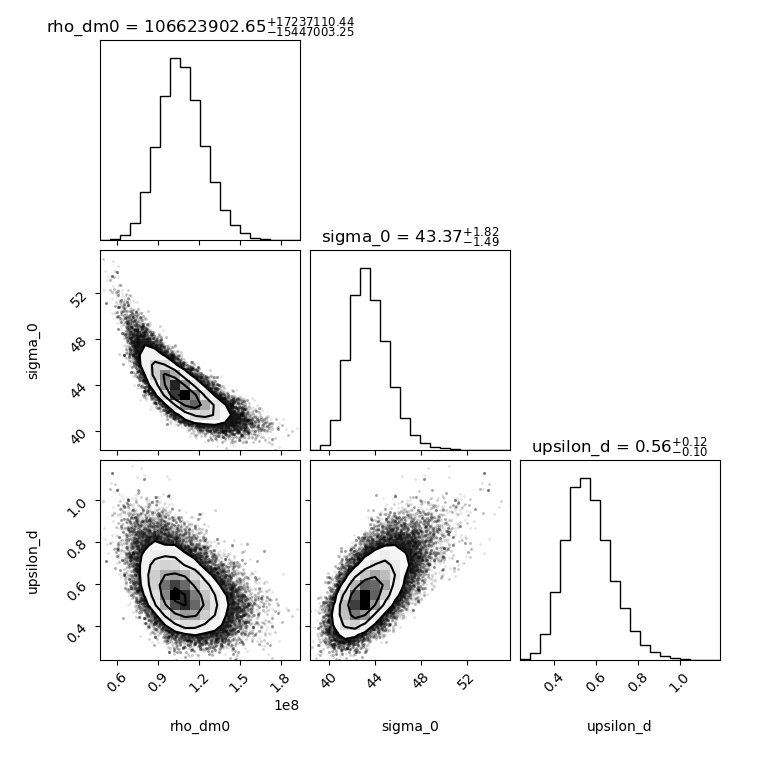 rho_dm0 = 106623902.65+17237110.44−15447003.25
sigma_0 = 43.37+1.82−1.49
52
48
44
40
sigma_0
upsilon_d = 0.56+0.12−0.10
1.0
0.8
0.6
0.4
upsilon_d
0.6 0.9 1.2 1.5 1.8
1e8
rho_dm0
40 44 48 52
sigma_0
0.4 0.6 0.8 1.0
upsilon_d